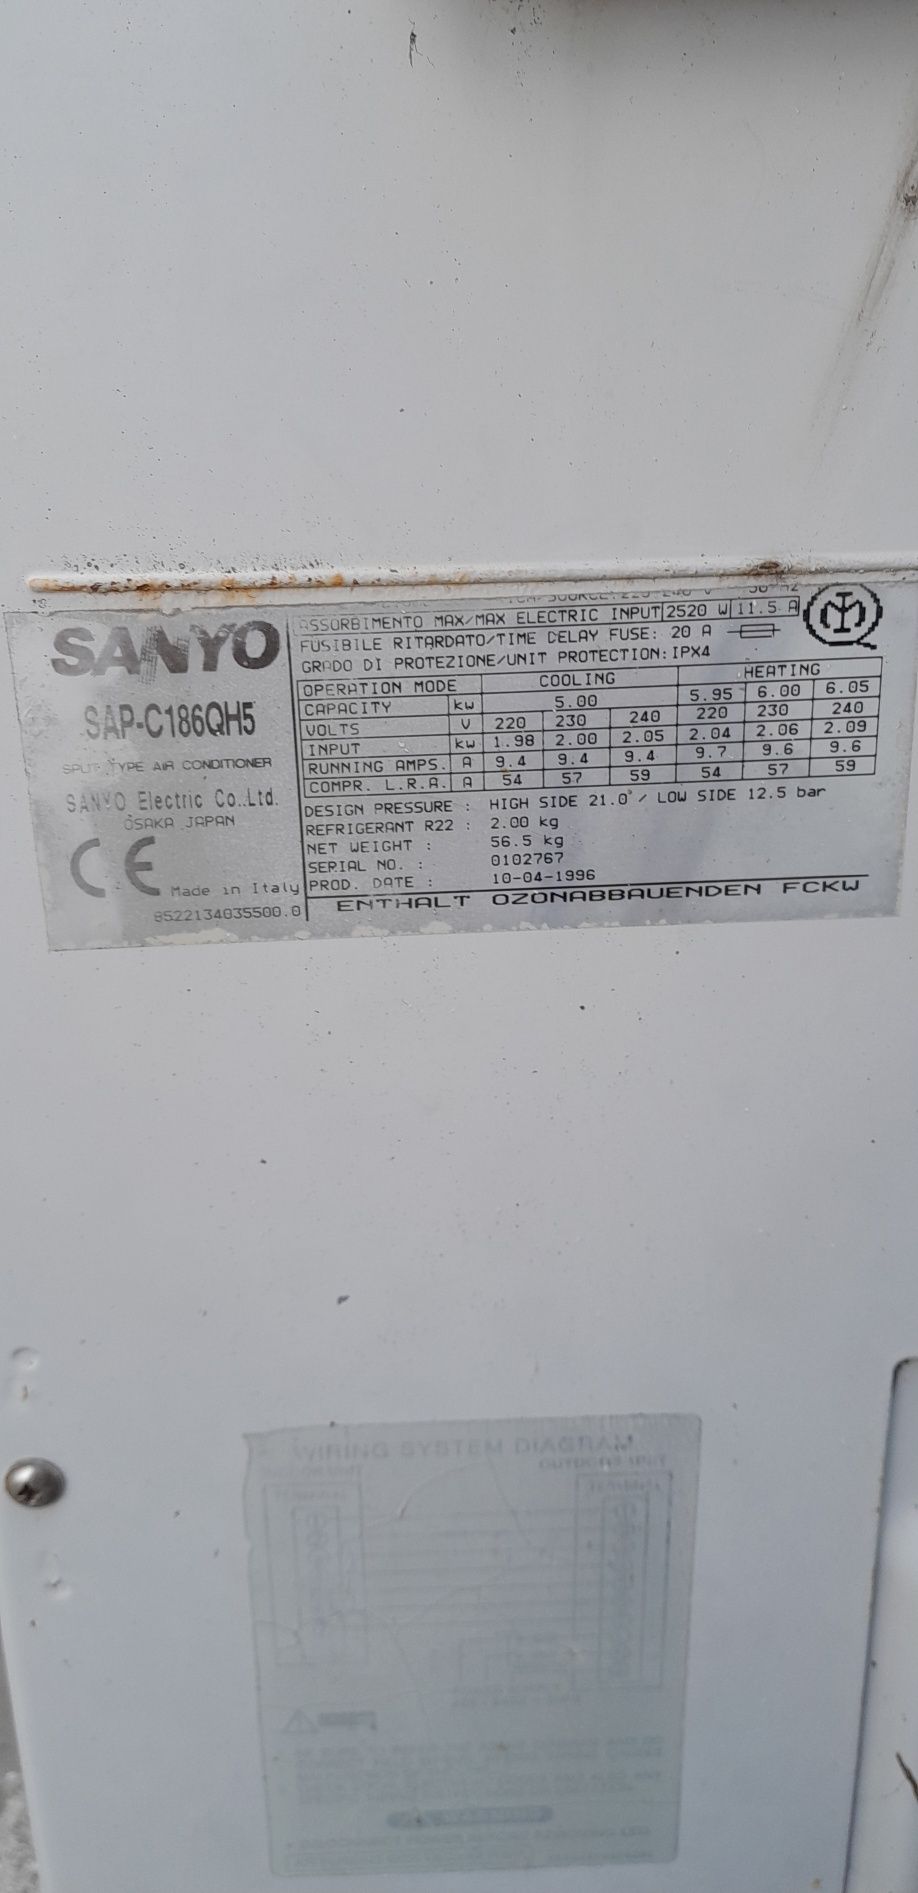 SANYO
SAP-C186QH5
SPLIT TYPE AIR CONDITIONER
SANYO Electric Co.Ltd.
OSAKA JAPAN
CE Made in Italy
8522134035500.0
ASSORBIMENTO MAX/MAX ELECTRIC INPUT 2520 W 11.5 A
FUSIBILE RITARDATO/TIME DELAY FUSE: 20 A
GRADO DI PROTEZIONE/UNIT PROTECTION: IPX4
OPERATION MODE COOLING HEATING
CAPACITY kW 5.00 5.95 6.00 6.05
VOLTS V 220 230 240 220 230 240
INPUT kW 1.98 2.00 2.05 2.04 2.06 2.09
RUNNING AMPS. A 9.4 9.4 9.4 9.7 9.6 9.6
COMPR. L.R.A. A 54 57 59 54 57 59
DESIGN PRESSURE : HIGH SIDE 21.0 / LOW SIDE 12.5 bar
REFRIGERANT R22 : 2.00 kg
NET WEIGHT : 56.5 kg
SERIAL NO. : 0102767
PROD. DATE : 10-04-1996
ENTHALT OZONABBAUENDEN FCKW
WIRING SYSTEM DIAGRAM
OUTDOOR UNIT